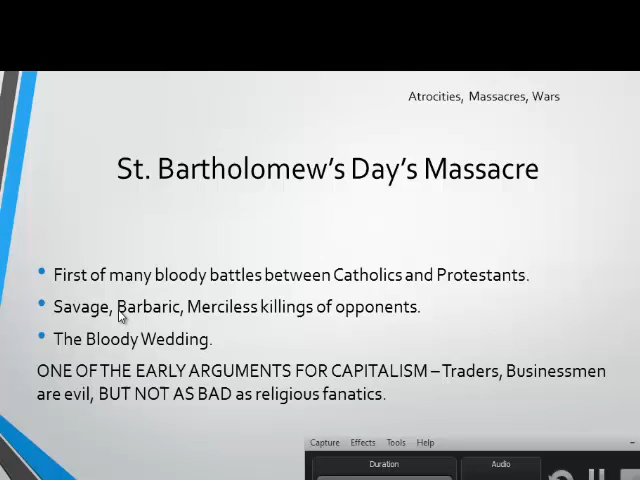 Atrocities, Massacres, Wars
St. Bartholomew's Day's Massacre
First of many bloody battles between Catholics and Protestants.
Savage, Barbaric, Merciless killings of opponents.
The Bloody Wedding.
ONE OF THE EARLY ARGUMENTS FOR CAPITALISM – Traders, Businessmen
are evil, BUT NOT AS BAD as religious fanatics.
Capture Effects Tools Help
Duration Audio